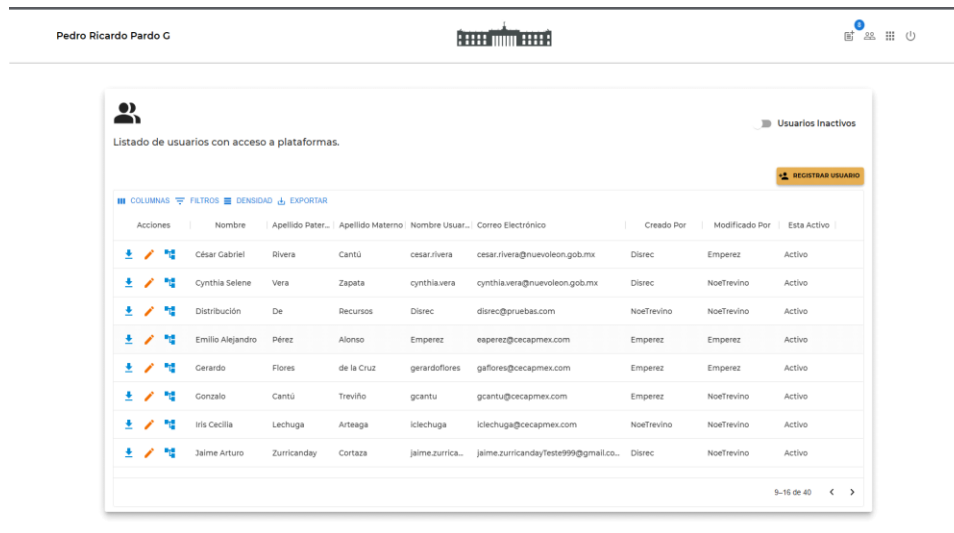 Pedro Ricardo Pardo G
Usuarios Inactivos
Listado de usuarios con acceso a plataformas.
REGISTRAR USUARIO
COLUMNAS FILTROS DENSIDAD EXPORTAR
Acciones Nombre Apellido Pater... Apellido Materno Nombre Usuar... Correo Electrónico Creado Por Modificado Por Esta Activo
César Gabriel Rivera Cantú cesar.rivera cesar.rivera@nuevoleon.gob.mx Disrec Emperez Activo
Cynthia Selene Vera Zapata cynthia.vera cynthia.vera@nuevoleon.gob.mx Disrec NoeTrevino Activo
Distribución De Recursos Disrec disrec@pruebas.com NoeTrevino NoeTrevino Activo
Emilio Alejandro Pérez Alonso Emperez eaperez@cecapmex.com Emperez Emperez Activo
Gerardo Flores de la Cruz gerardoflores gaflores@cecapmex.com Emperez Emperez Activo
Gonzalo Cantú Treviño gcantu gcantu@cecapmex.com Emperez NoeTrevino Activo
Iris Cecilia Lechuga Arteaga iclechuga iclechuga@cecapmex.com NoeTrevino NoeTrevino Activo
Jaime Arturo Zurricanday Cortaza jaime.zurrica... jaime.zurricandayTeste999@gmail.co... Disrec NoeTrevino Activo
9–16 de 40